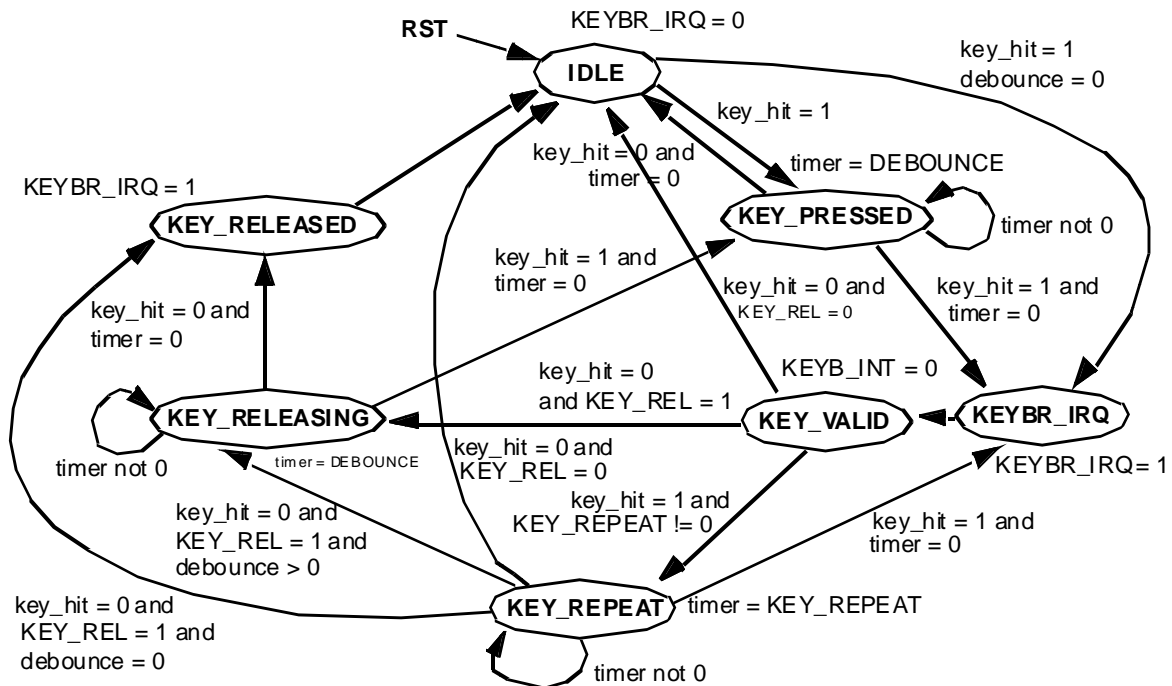 KEYBR_IRQ = 0
RST
IDLE
key_hit = 1
debounce = 0
key_hit = 1
key_hit = 0 and
timer = 0
timer = DEBOUNCE
KEYBR_IRQ = 1
KEY_RELEASED
KEY_PRESSED
timer not 0
key_hit = 1 and
timer = 0
key_hit = 0 and
KEY_REL = 0
key_hit = 1 and
timer = 0
key_hit = 0 and
timer = 0
KEYB_INT = 0
key_hit = 0
and KEY_REL = 1
KEY_RELEASING
KEY_VALID
KEYBR_IRQ
timer not 0
timer = DEBOUNCE
key_hit = 0 and
KEY_REL = 0
KEYBR_IRQ = 1
key_hit = 1 and
KEY_REPEAT != 0
key_hit = 0 and
KEY_REL = 1 and
debounce > 0
key_hit = 1 and
timer = 0
key_hit = 0 and
KEY_REL = 1 and
debounce = 0
KEY_REPEAT
timer = KEY_REPEAT
timer not 0